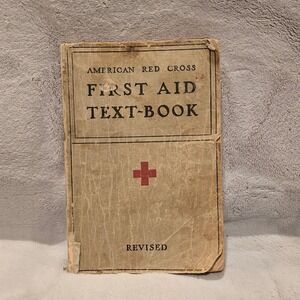 AMERICAN RED CROSS
FIRST AID
TEXT-BOOK
REVISED